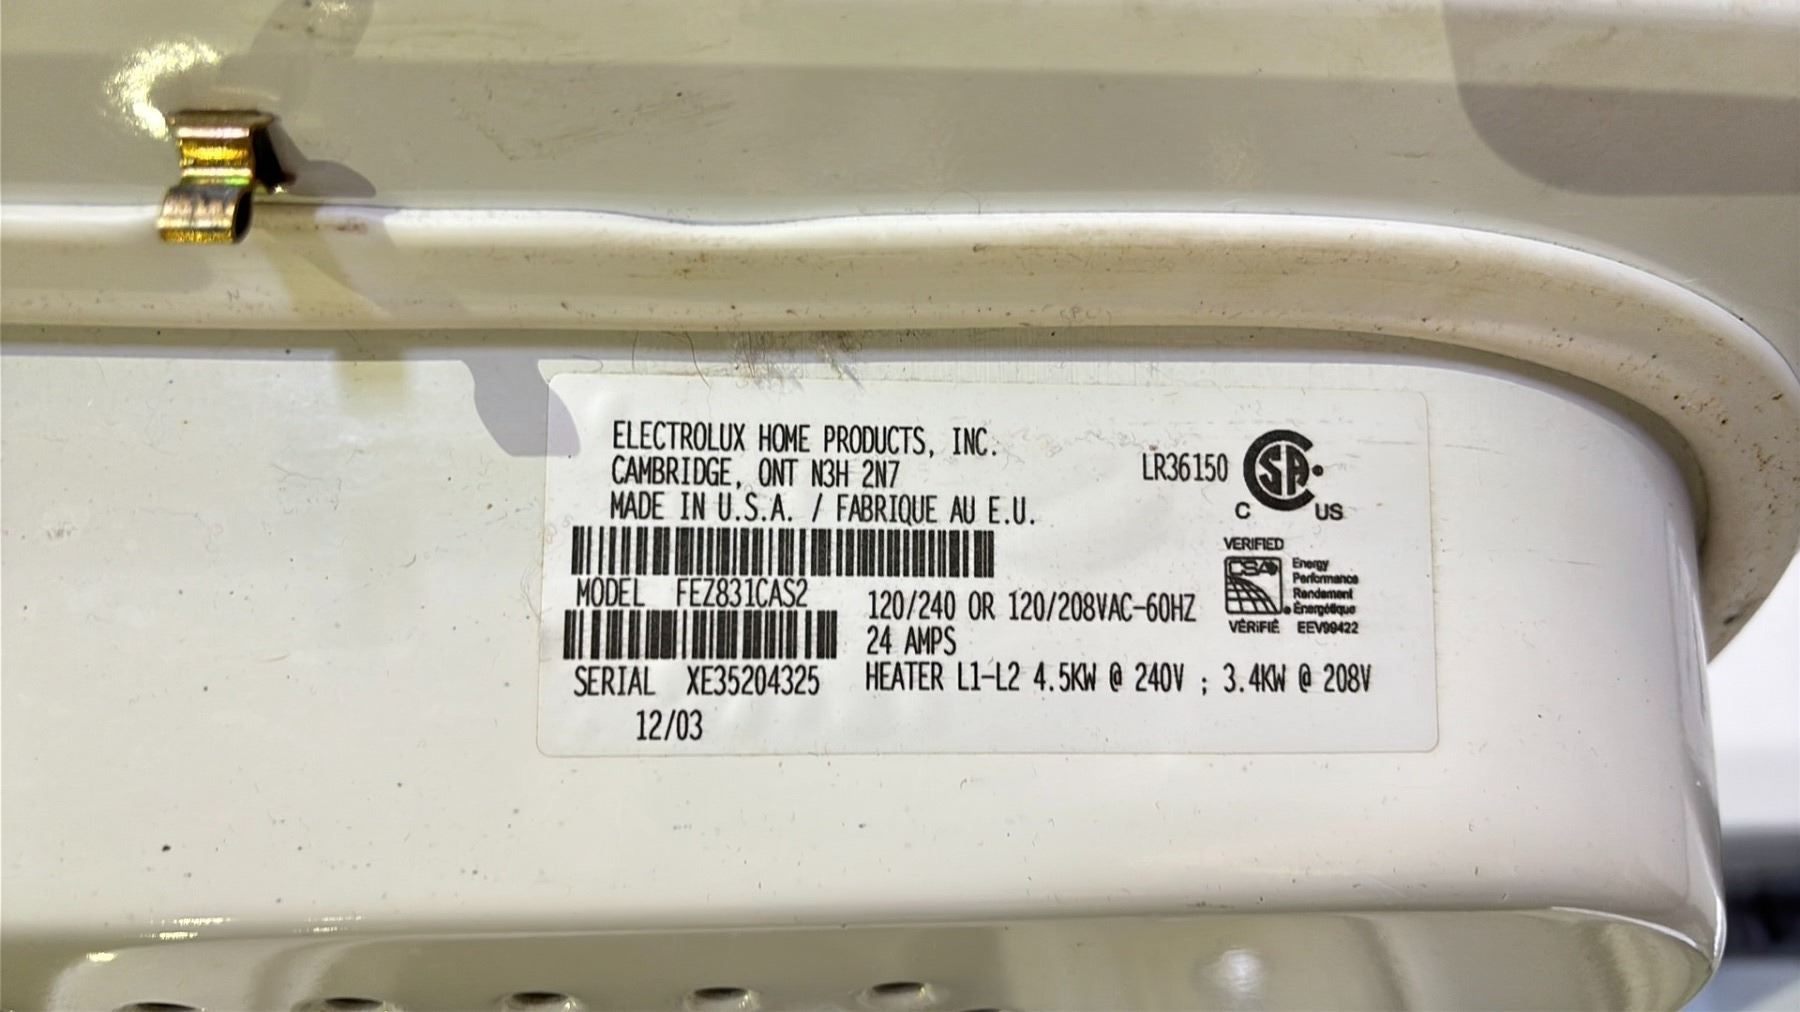 ELECTROLUX HOME PRODUCTS, INC.
CAMBRIDGE, ONT N3H 2N7
MADE IN U.S.A. / FABRIQUE AU E.U.
LR36150
CSA
C US
VERIFIED
CSA
Energy
Performance
Rendement
Énergétique
VÉRIFIÉ EEV99422
MODEL FEZ831CAS2
SERIAL XE35204325
12/03
120/240 OR 120/208VAC-60HZ
24 AMPS
HEATER L1-L2 4.5KW @ 240V ; 3.4KW @ 208V